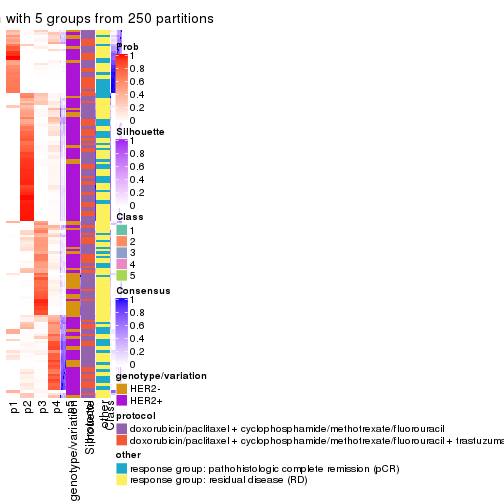 with 5 groups from 250 partitions
Prob
1
0.8
0.6
0.4
0.2
0
Silhouette
1
0.8
0.6
0.4
0.2
0
Class
1
2
3
4
5
Consensus
1
0.8
0.6
0.4
0.2
0
genotype/variation
HER2-
HER2+
protocol
doxorubicin/paclitaxel + cyclophosphamide/methotrexate/fluorouracil
doxorubicin/paclitaxel + cyclophosphamide/methotrexate/fluorouracil + trastuzuma
other
response group: pathohistologic complete remission (pCR)
response group: residual disease (RD)
p1
p2
p3
p4
genotype/variation
Silhouette
other
Class